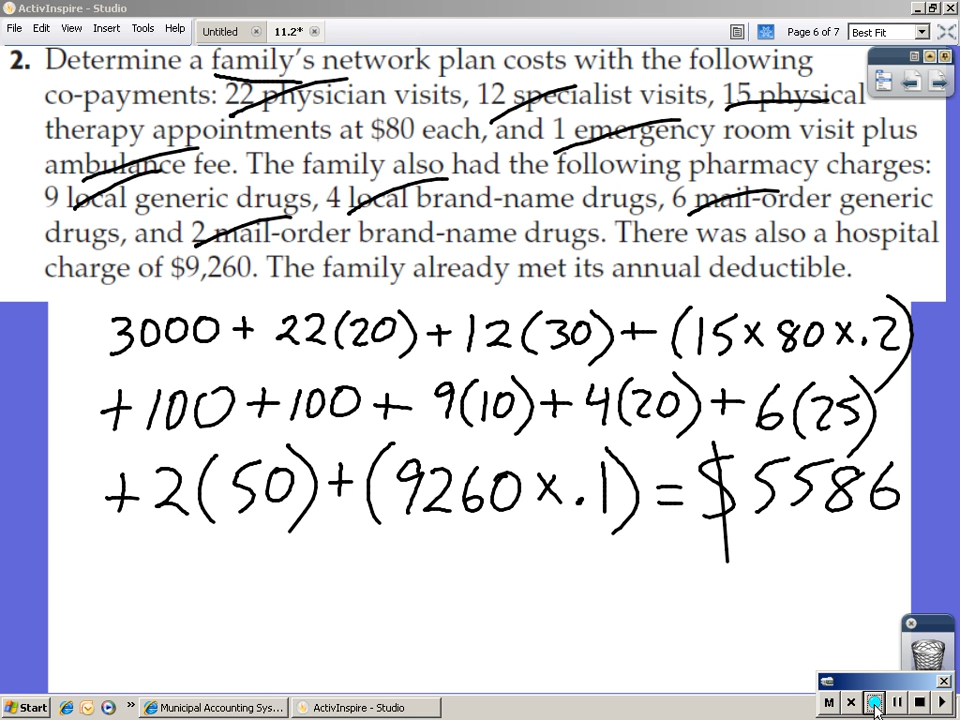 ActivInspire - Studio
File Edit View Insert Tools Help
Untitled 11.2*
Page 6 of 7 Best Fit
2. Determine a family's network plan costs with the following
co-payments: 22 physician visits, 12 specialist visits, 15 physical
therapy appointments at $80 each, and 1 emergency room visit plus
ambulance fee. The family also had the following pharmacy charges:
9 local generic drugs, 4 local brand-name drugs, 6 mail-order generic
drugs, and 2 mail-order brand-name drugs. There was also a hospital
charge of $9,260. The family already met its annual deductible.
3000 + 22(20) + 12(30) + (15 x 80 x .2)
+ 100 + 100 + 9(10) + 4(20) + 6(25)
+ 2(50) + (9260 x .1) = $5586
M
Start » Municipal Accounting Sys... ActivInspire - Studio